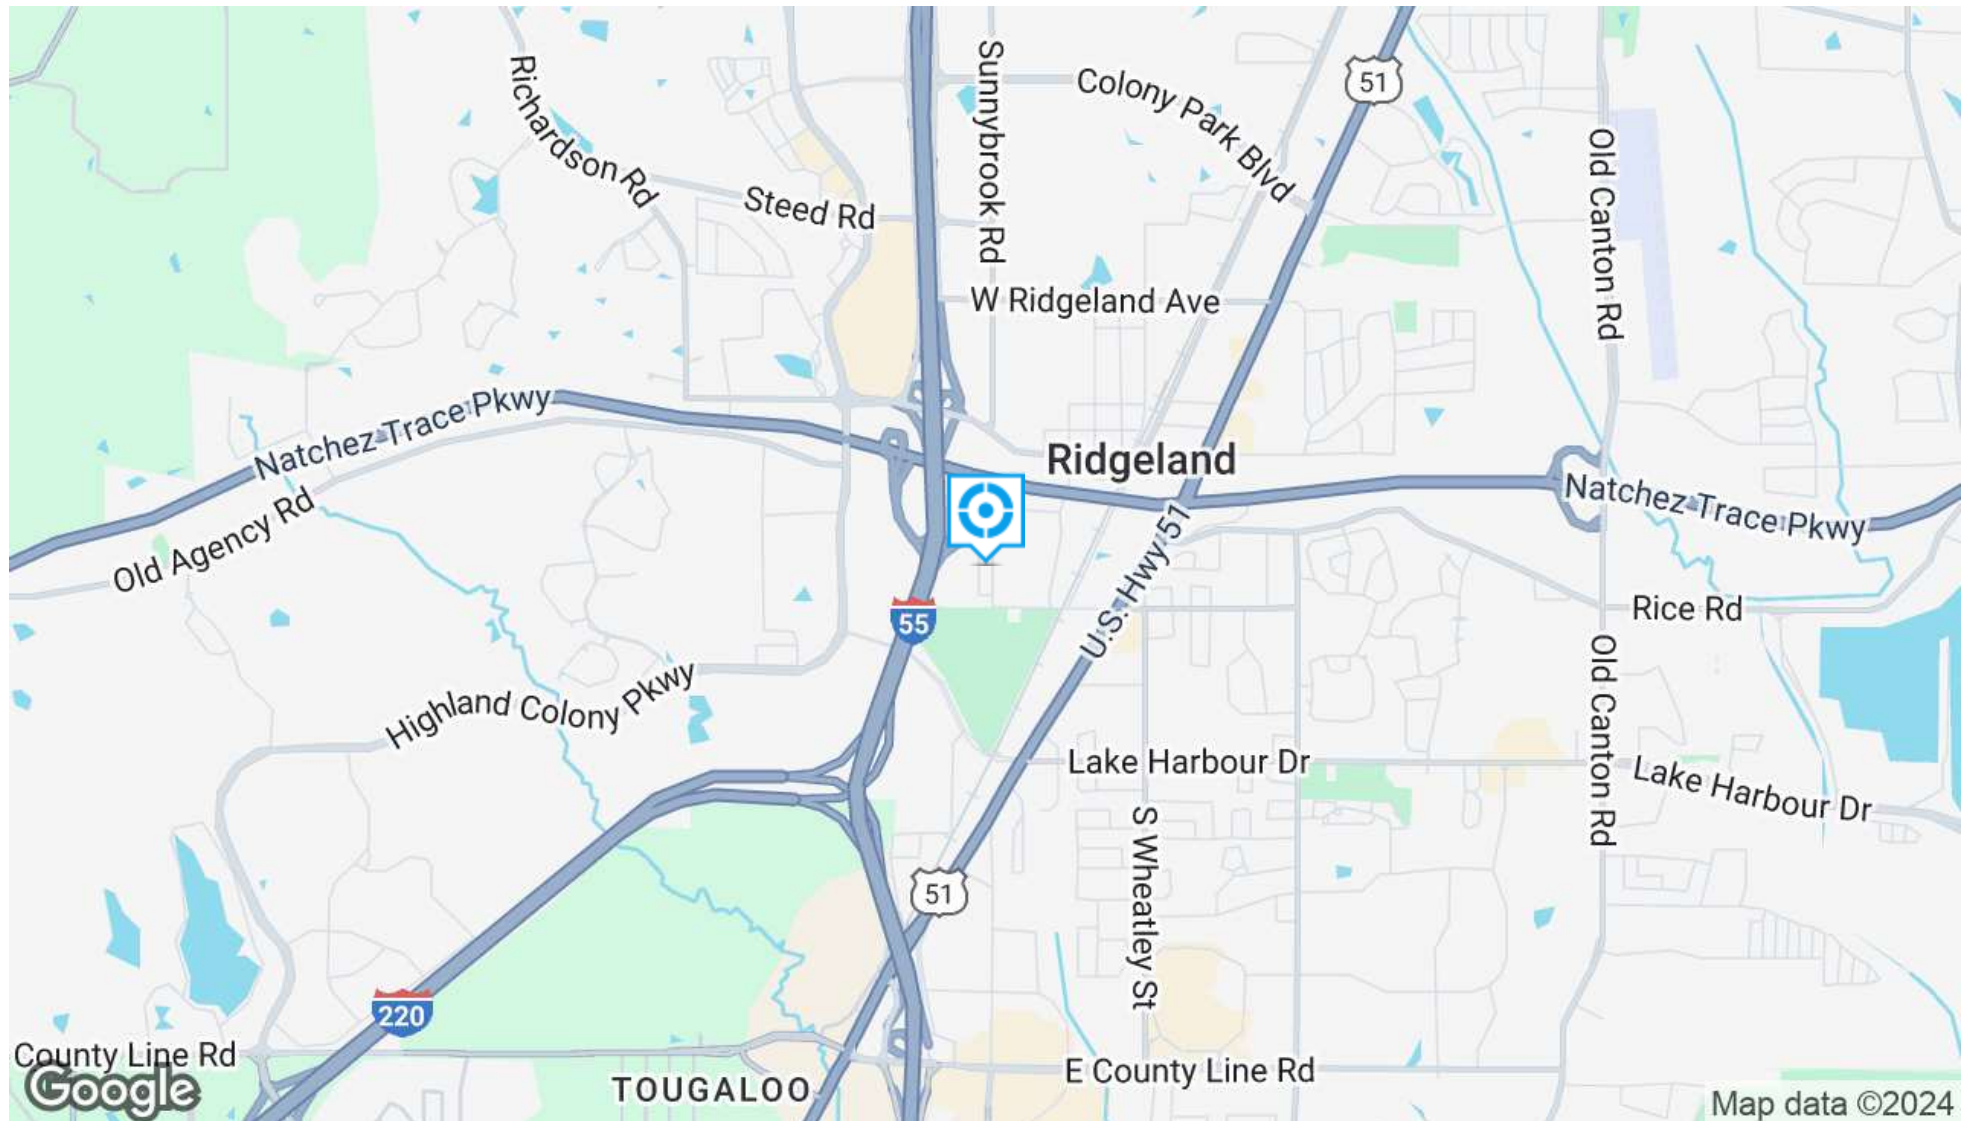 51
Colony Park Blvd
Sunnybrook Rd
Richardson Rd
Steed Rd
Old Canton Rd
W Ridgeland Ave
Natchez Trace Pkwy
Ridgeland
Natchez Trace Pkwy
Old Agency Rd
U.S. Hwy 51
55
Rice Rd
Highland Colony Pkwy
Old Canton Rd
Lake Harbour Dr
Lake Harbour Dr
S Wheatley St
51
220
County Line Rd
E County Line Rd
TOUGALOO
Google
Map data ©2024